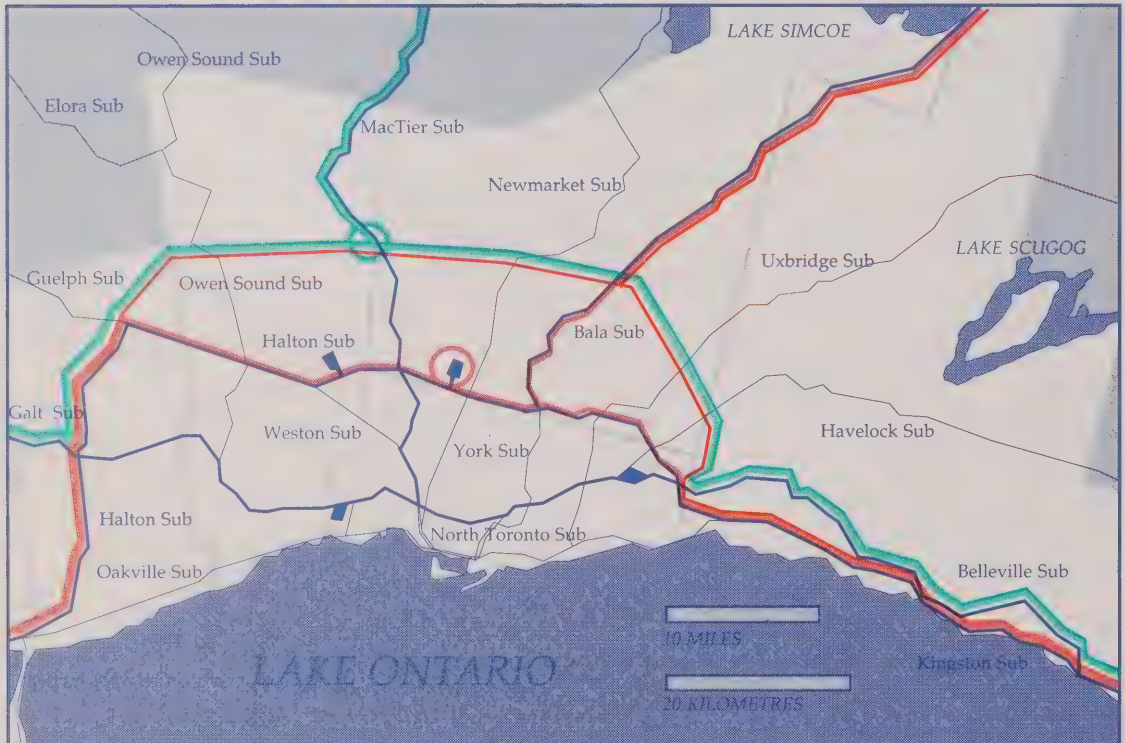 LAKE SIMCOE
Owen Sound Sub
Elora Sub
MacTier Sub
Newmarket Sub
LAKE SCUGOG
Uxbridge Sub
Guelph Sub
Owen Sound Sub
Bala Sub
Halton Sub
Galt Sub
Weston Sub
York Sub
Havelock Sub
Halton Sub
North Toronto Sub
Oakville Sub
Belleville Sub
10 MILES
LAKE ONTARIO
Kingston Sub
20 KILOMETRES